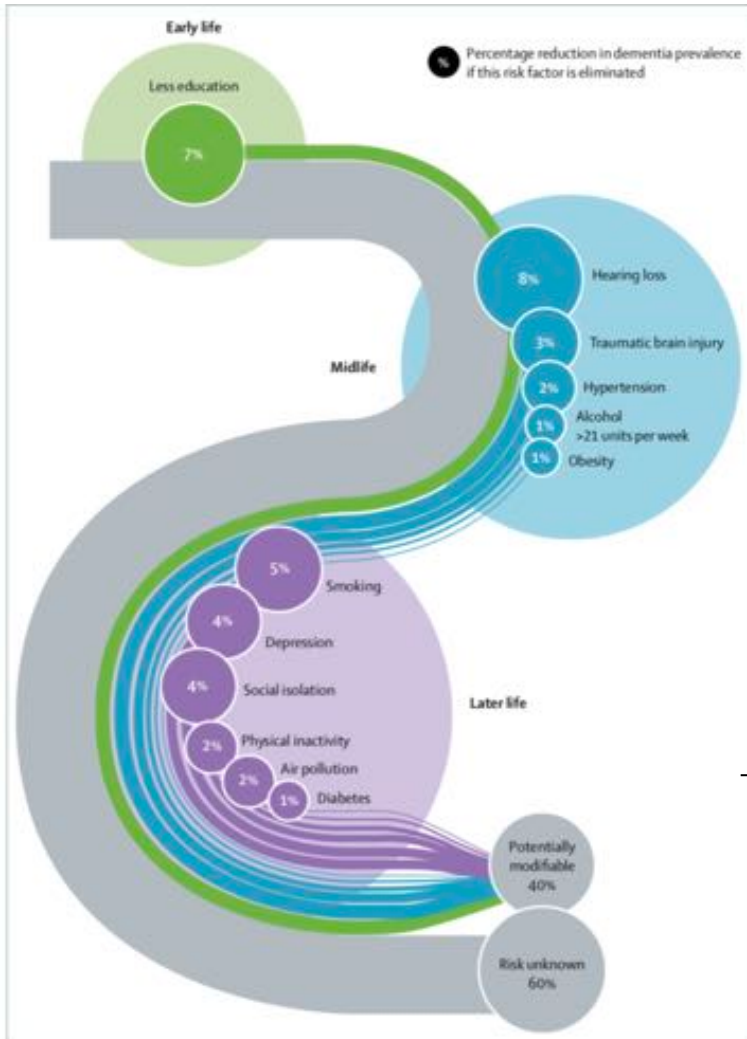 Early life
% Percentage reduction in dementia prevalence
if this risk factor is eliminated
Less education
7%
8% Hearing loss
3% Traumatic brain injury
Midlife
2% Hypertension
1% Alcohol
>21 units per week
1% Obesity
5%
Smoking
4%
Depression
4% Social isolation
Later life
2% Physical inactivity
2% Air pollution
1% Diabetes
Potentially
modifiable
40%
Risk unknown
60%